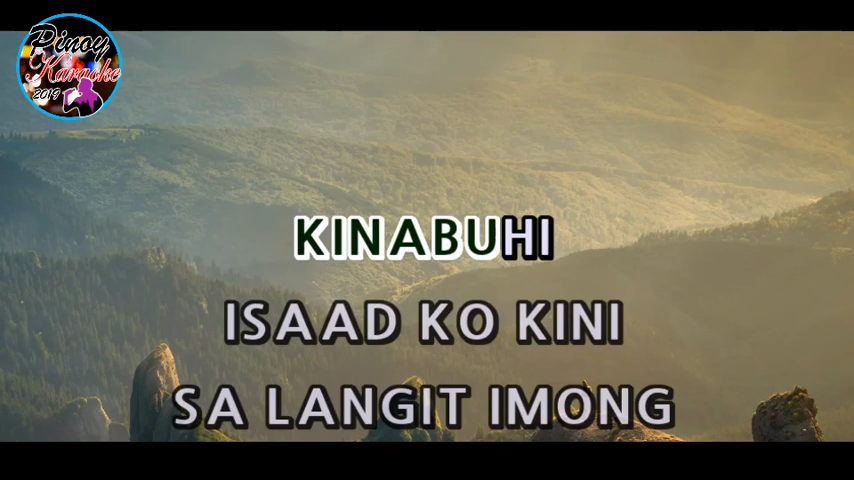 Pinoy
Karaoke
2019
KINABUHI
ISAAD KO KINI
SA LANGIT IMONG